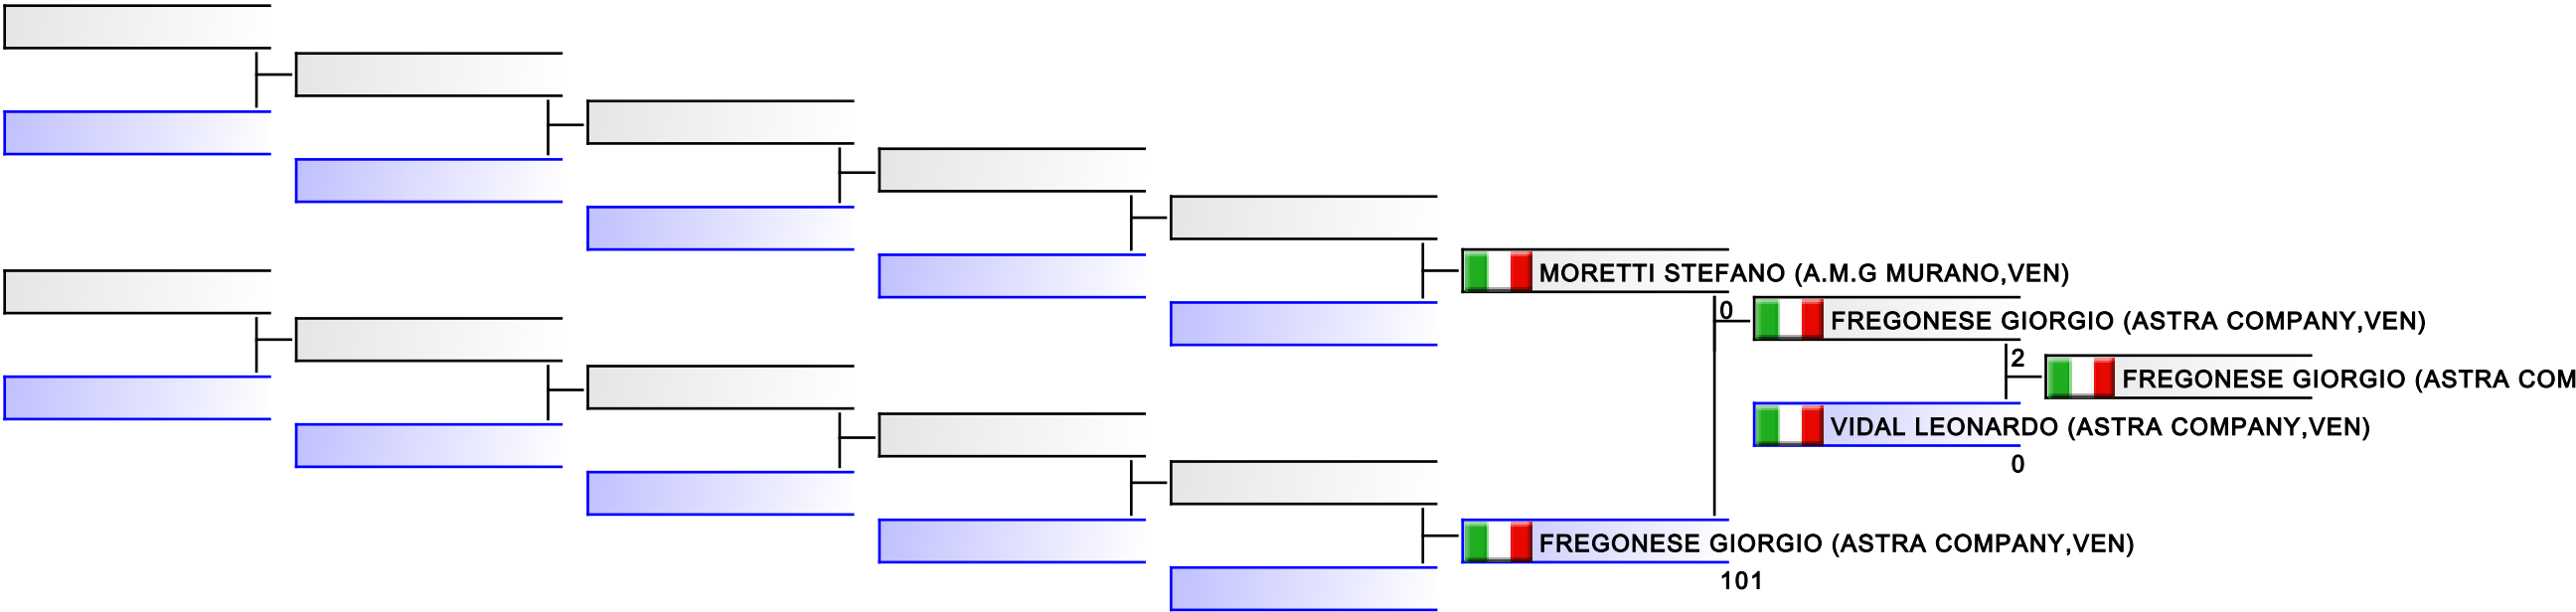 MORETTI STEFANO (A.M.G MURANO,VEN)
0
FREGONESE GIORGIO (ASTRA COMPANY,VEN)
2
FREGONESE GIORGIO (ASTRA COM
VIDAL LEONARDO (ASTRA COMPANY,VEN)
0
FREGONESE GIORGIO (ASTRA COMPANY,VEN)
101